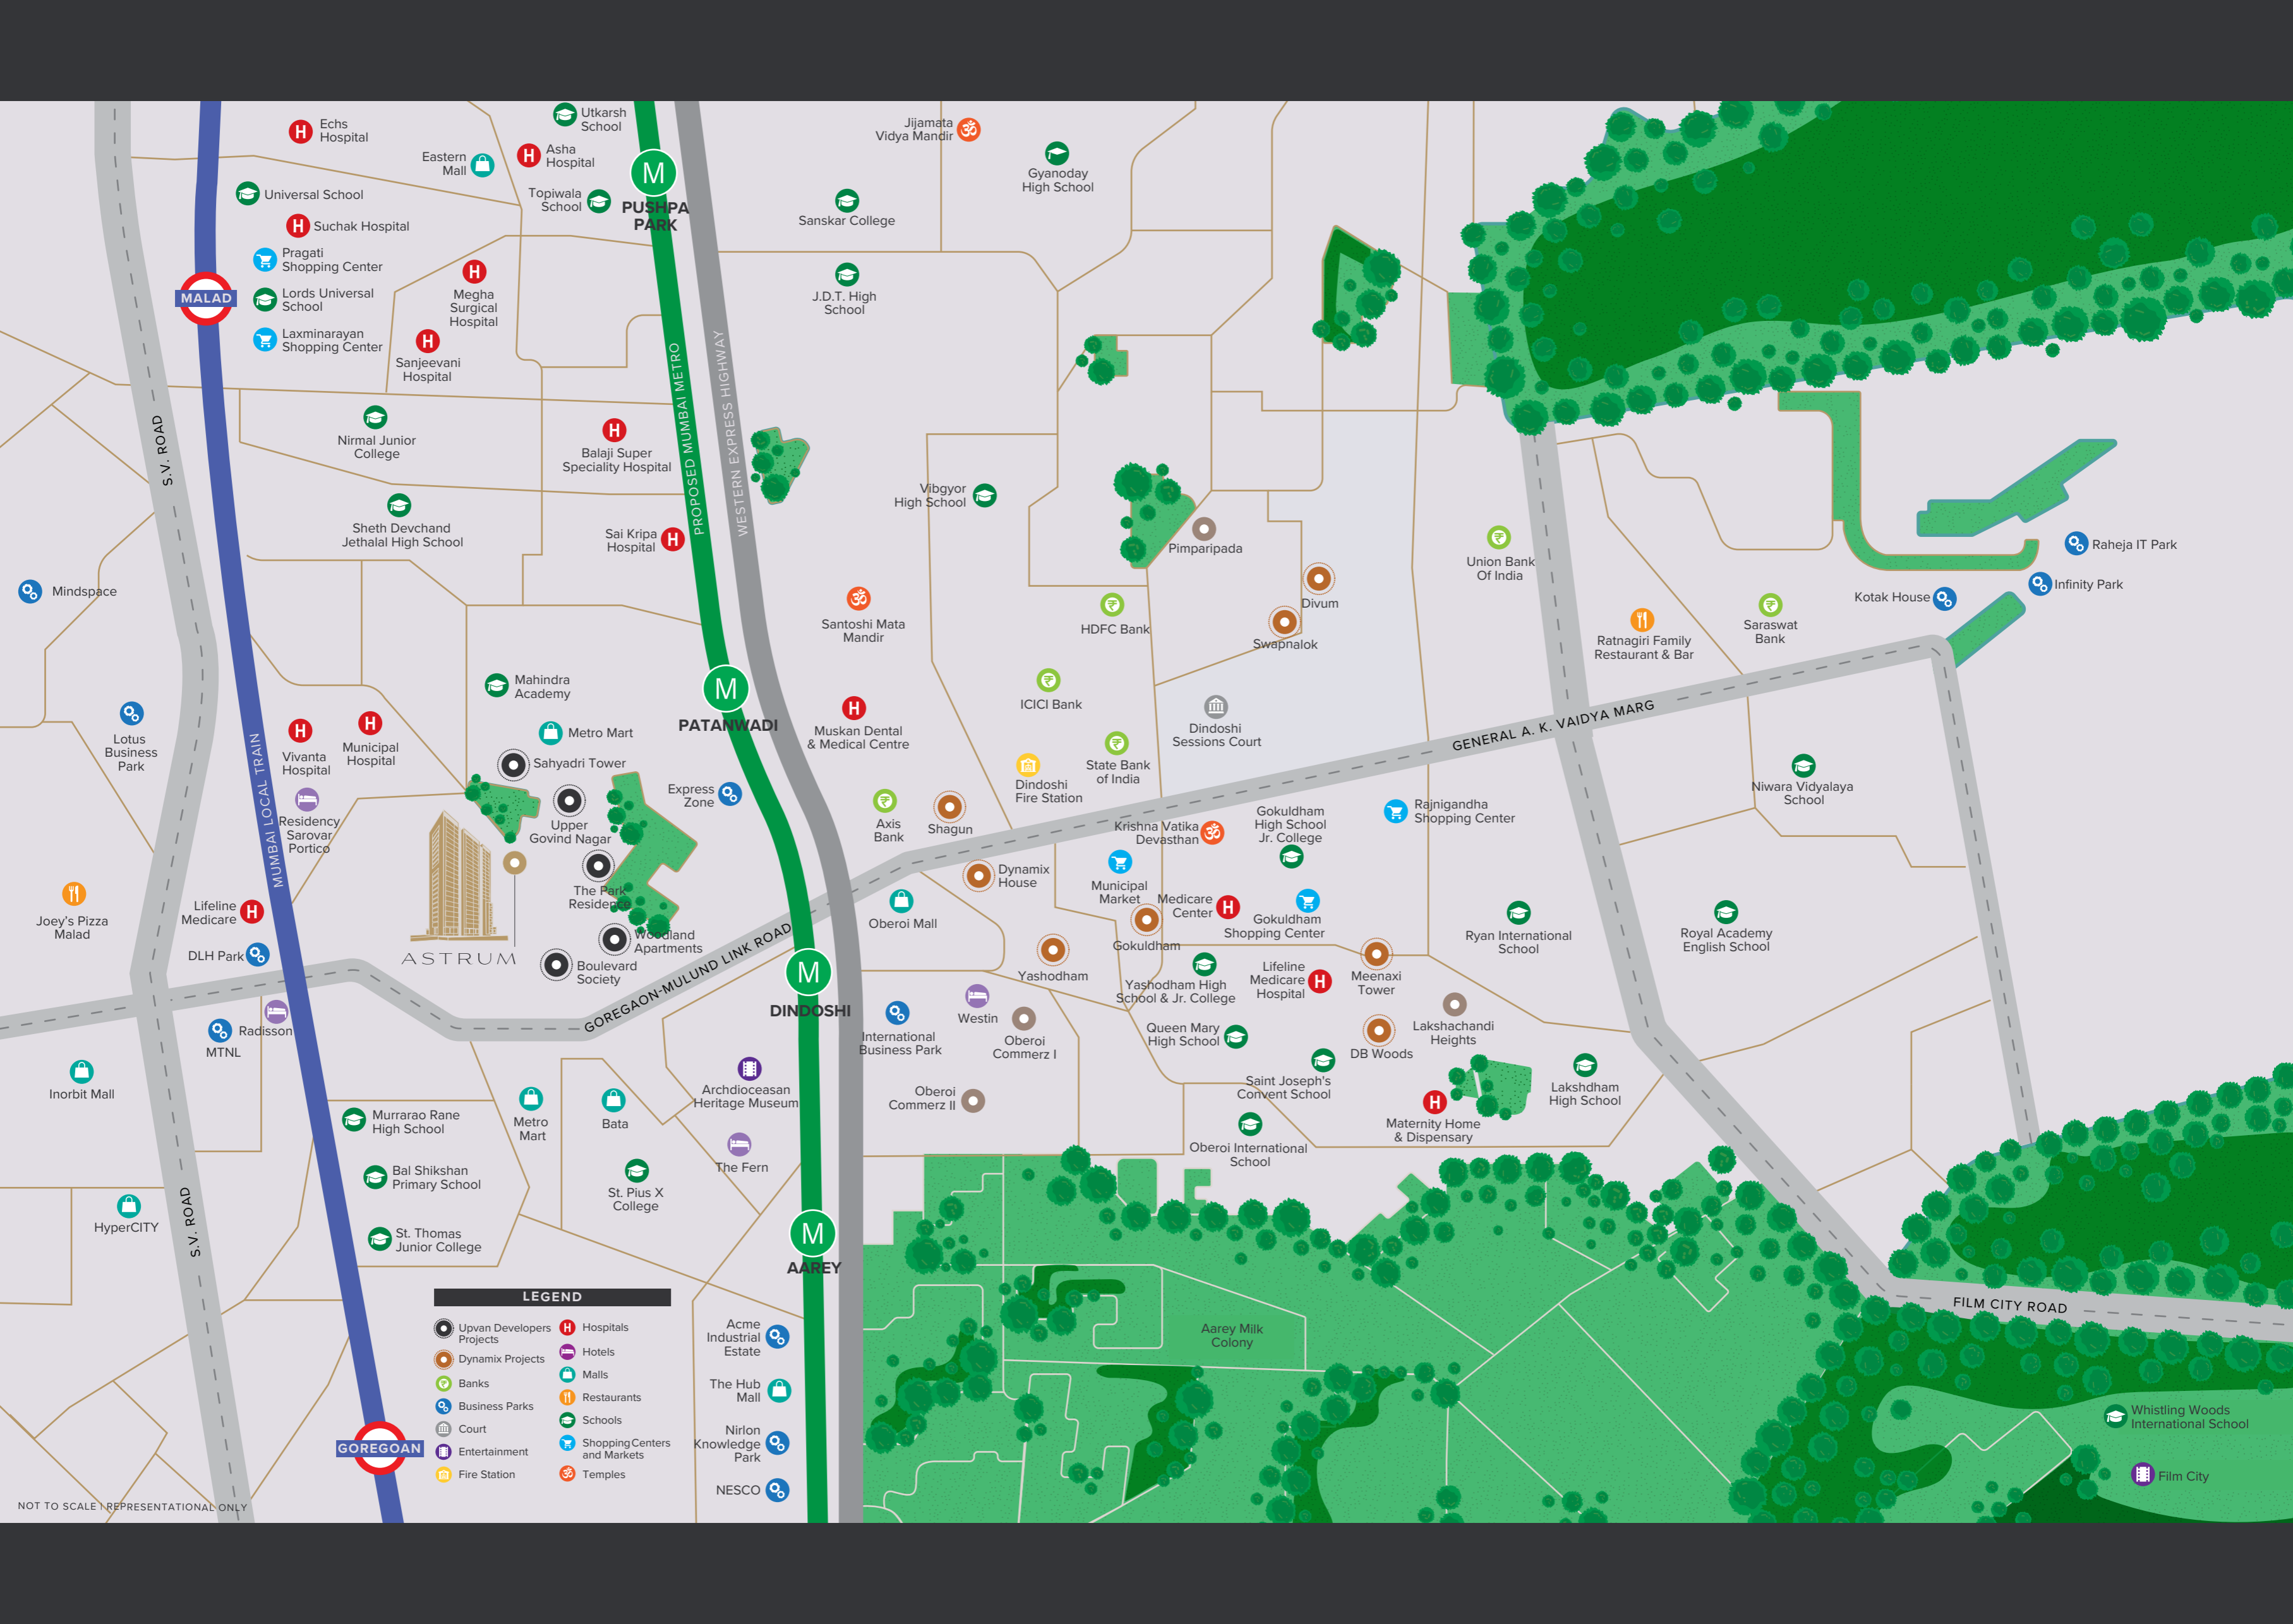 Echs
Hospital
Utkarsh
School
Eastern
Mall
Asha
Hospital
Universal School
Topiwala
School
PUSHPA
PARK
Suchak Hospital
Pragati
Shopping Center
MALAD
Lords Universal
School
Laxminarayan
Shopping Center
Megha
Surgical
Hospital
Sanjeevani
Hospital
Jijamata
Vidya Mandir
Gyanoday
High School
Sanskar College
J.D.T. High
School
S.V. ROAD
PROPOSED MUMBAI METRO
WESTERN EXPRESS HIGHWAY
Nirmal Junior
College
Balaji Super
Speciality Hospital
Sheth Devchand
Jethalal High School
Sai Kripa
Hospital
Vibgyor
High School
Pimparipada
Union Bank
Of India
Raheja IT Park
Infinity Park
Kotak House
Mindspace
Santoshi Mata
Mandir
HDFC Bank
Divum
Swapnalok
Ratnagiri Family
Restaurant & Bar
Saraswat
Bank
Mahindra
Academy
PATANWADI
Metro Mart
Lotus
Business
Park
Vivanta
Hospital
Municipal
Hospital
MUMBAI LOCAL TRAIN
Sahyadri Tower
Muskan Dental
& Medical Centre
ICICI Bank
Dindoshi
Sessions Court
State Bank
of India
Dindoshi
Fire Station
GENERAL A. K. VAIDYA MARG
Residency
Sarovar
Portico
Upper
Govind Nagar
Express
Zone
Axis
Bank
Shagun
Krishna Vatika
Devasthan
Gokuldham
High School
Jr. College
Rajnigandha
Shopping Center
Niwara Vidyalaya
School
The Park
Residence
Dynamix
House
Municipal
Market
Medicare
Center
Gokuldham
Shopping Center
Joey's Pizza
Malad
Lifeline
Medicare
DLH Park
ASTRUM
Woodland
Apartments
Boulevard
Society
GOREGAON-MULUND LINK ROAD
Oberoi Mall
Gokuldham
Yashodham
Yashodham High
School & Jr. College
Lifeline
Medicare
Hospital
Meenaxi
Tower
Ryan International
School
Royal Academy
English School
DINDOSHI
MTNL
Radisson
International
Business Park
Westin
Oberoi
Commerz I
Queen Mary
High School
DB Woods
Lakshachandi
Heights
Inorbit Mall
Archdioceasan
Heritage Museum
Oberoi
Commerz II
Saint Joseph's
Convent School
Lakshdham
High School
Maternity Home
& Dispensary
Murrarao Rane
High School
Metro
Mart
Bata
The Fern
Oberoi International
School
Bal Shikshan
Primary School
St. Pius X
College
HyperCITY
S.V. ROAD
St. Thomas
Junior College
AAREY
FILM CITY ROAD
Aarey Milk
Colony
LEGEND
Upvan Developers
Projects
Dynamix Projects
Banks
Business Parks
Court
Entertainment
Fire Station
Hospitals
Hotels
Malls
Restaurants
Schools
Shopping Centers
and Markets
Temples
Acme
Industrial
Estate
The Hub
Mall
Nirlon
Knowledge
Park
NESCO
GOREGOAN
Whistling Woods
International School
Film City
NOT TO SCALE | REPRESENTATIONAL ONLY